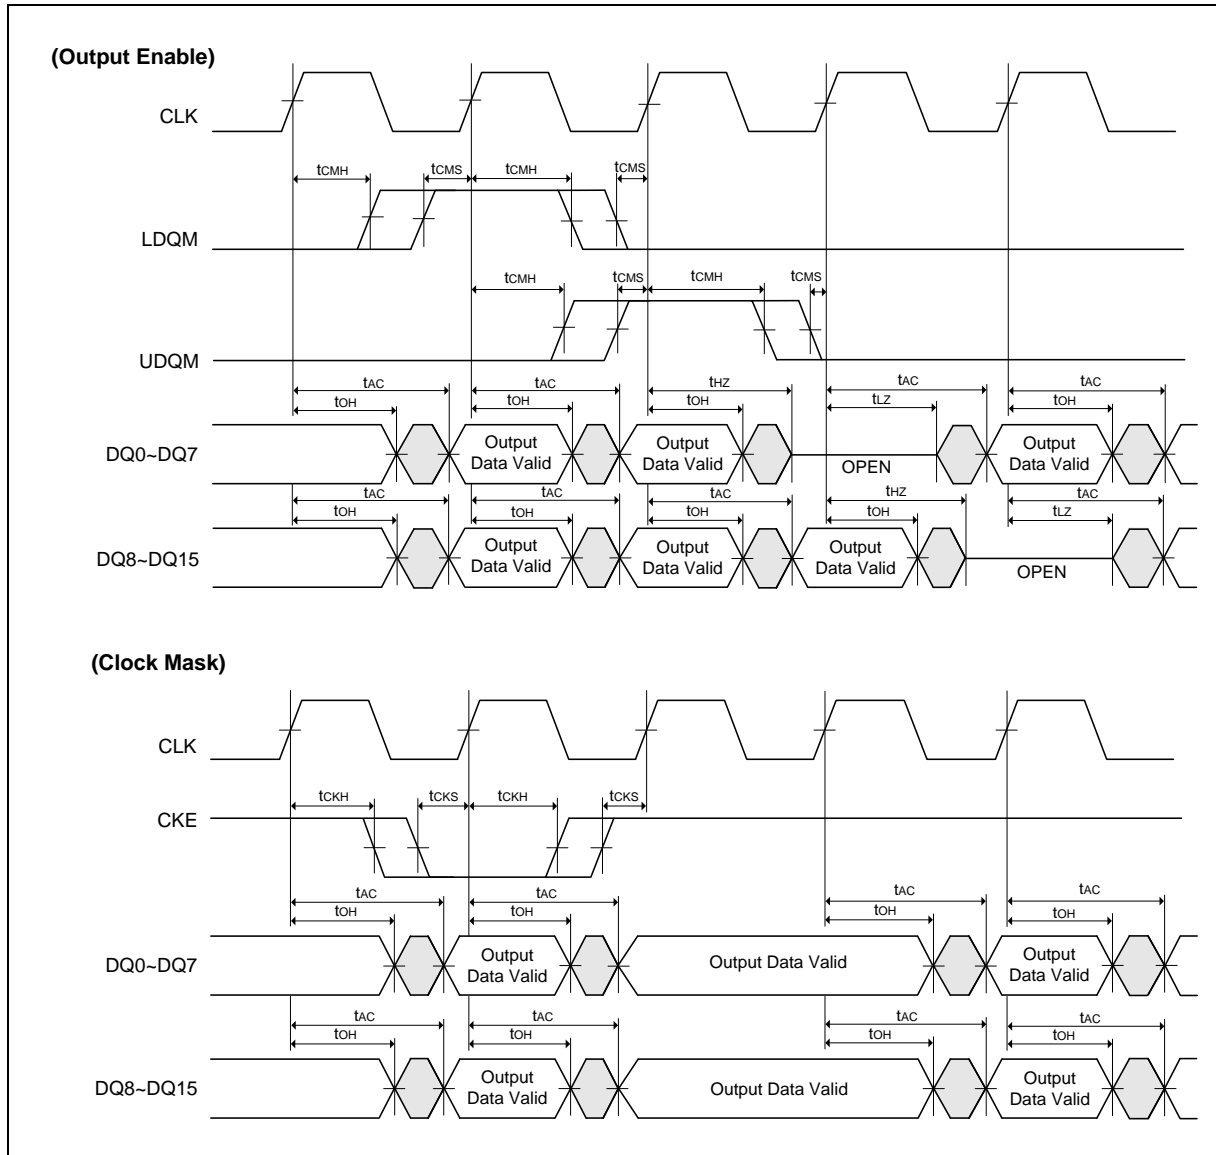 (Output Enable)
CLK
tCMH tCMS tCMH tCMS
LDQM
tCMH tCMS tCMH tCMS
UDQM
tAC tAC tHZ tAC tAC
tOH tOH tOH tLZ tOH
DQ0~DQ7
Output
Data Valid
Output
Data Valid
OPEN
Output
Data Valid
tAC tAC tAC tHZ tAC
tOH tOH tOH tOH tLZ
DQ8~DQ15
Output
Data Valid
Output
Data Valid
Output
Data Valid
OPEN
(Clock Mask)
CLK
tCKH tCKS tCKH tCKS
CKE
tAC tAC tAC tAC
tOH tOH tOH tOH
DQ0~DQ7
Output
Data Valid
Output Data Valid
Output
Data Valid
tAC tAC tAC tAC
tOH tOH tOH tOH
DQ8~DQ15
Output
Data Valid
Output Data Valid
Output
Data Valid